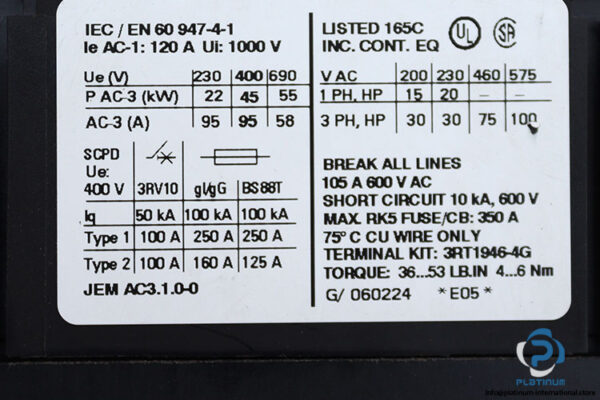 IEC / EN 60 947-4-1
Ie AC-1: 120 A Ui: 1000 V
Ue (V) 230 400 690
P AC-3 (kW) 22 45 55
AC-3 (A) 95 95 58
SCPD
Ue:
400 V 3RV10 gl/gG BS88T
Iq 50 kA 100 kA 100 kA
Type 1 100 A 250 A 250 A
Type 2 100 A 160 A 125 A
JEM AC3.1.0-0
LISTED 165C
INC. CONT. EQ
UL
SA
V AC 200 230 460 575
1 PH, HP 15 20 – –
3 PH, HP 30 30 75 100
BREAK ALL LINES
105 A 600 V AC
SHORT CIRCUIT 10 kA, 600 V
MAX. RK5 FUSE/CB: 350 A
75°C CU WIRE ONLY
TERMINAL KIT: 3RT1946-4G
TORQUE: 36...53 LB.IN 4...6 Nm
G/ 060224 *E05*
PLATINUM
info@platinum-international.store